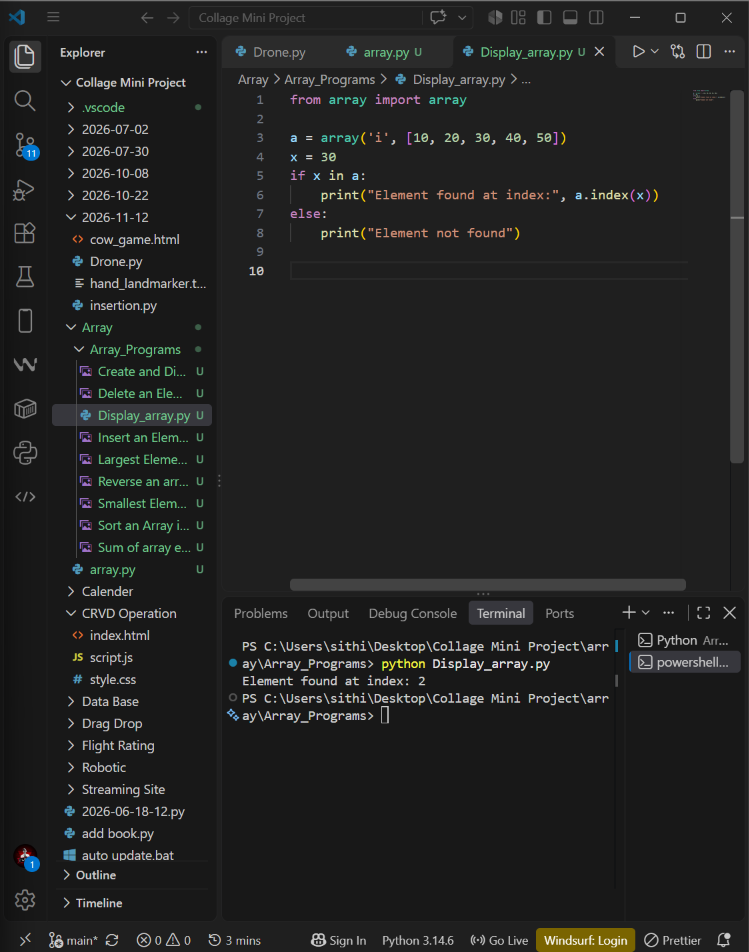 Collage Mini Project
Explorer
Collage Mini Project
.vscode
2026-07-02
2026-07-30
2026-10-08
2026-10-22
2026-11-12
cow_game.html
Drone.py
hand_landmarker.t...
insertion.py
Array
Array_Programs
Create and Di... U
Delete an Ele... U
Display_array.py U
Insert an Elem... U
Largest Eleme... U
Reverse an arr... U
Smallest Elem... U
Sort an Array i... U
Sum of array e... U
array.py U
Calender
CRVD Operation
index.html
JS script.js
# style.css
Data Base
Drag Drop
Flight Rating
Robotic
Streaming Site
2026-06-18-12.py
add book.py
auto update.bat
Outline
Timeline
11
1
Drone.py array.py U Display_array.py U
Array > Array_Programs > Display_array.py > ...
1 from array import array
2
3 a = array('i', [10, 20, 30, 40, 50])
4 x = 30
5 if x in a:
6 print("Element found at index:", a.index(x))
7 else:
8 print("Element not found")
9
10
Problems Output Debug Console Terminal Ports
PS C:\Users\sithi\Desktop\Collage Mini Project\arr
ay\Array_Programs> python Display_array.py
Element found at index: 2
PS C:\Users\sithi\Desktop\Collage Mini Project\arr
ay\Array_Programs>
Python Arr...
powershell...
main* 0 0 3 mins Sign In Python 3.14.6 Go Live Windsurf: Login Prettier